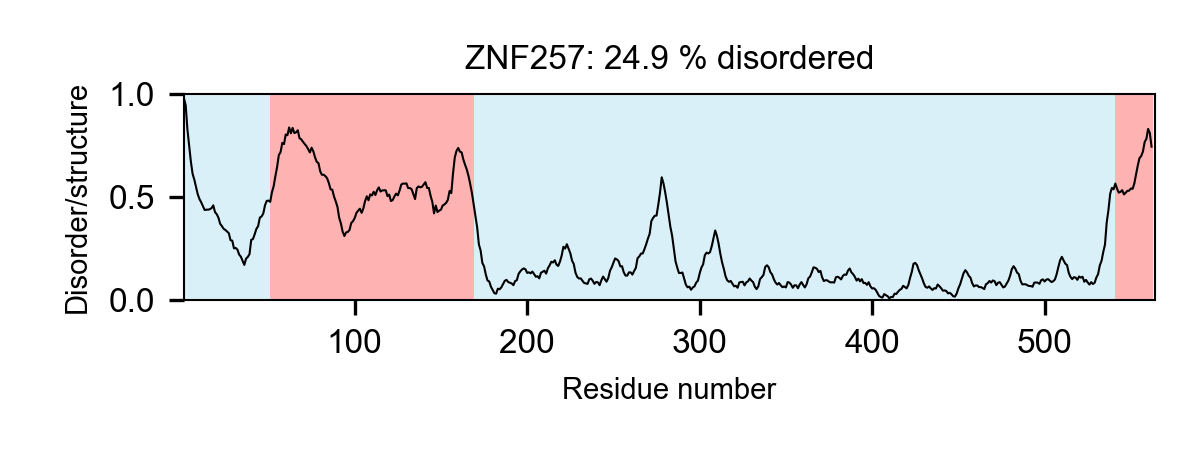 ZNF257: 24.9 % disordered
Disorder/structure
1.0
0.5
0.0
100 200 300 400 500
Residue number